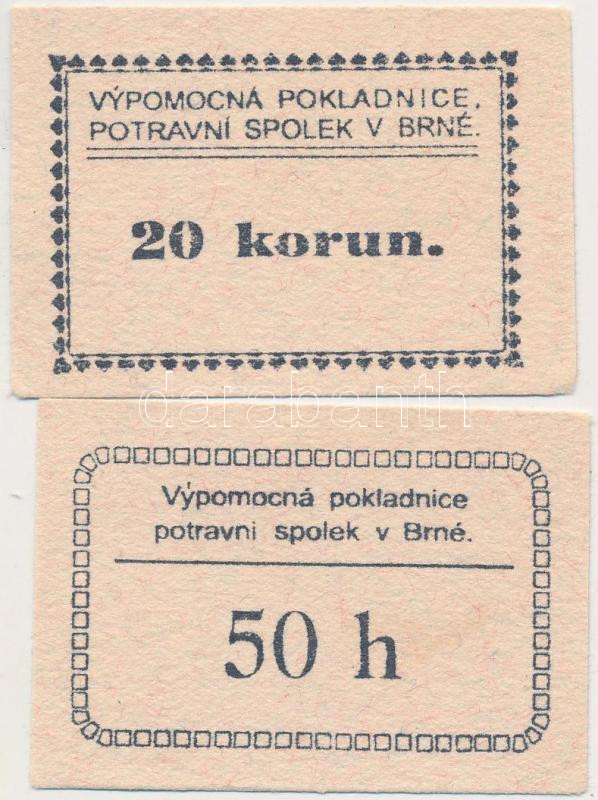 VÝPOMOCNÁ POKLADNICE,
POTRAVNÍ SPOLEK V BRNÉ.
20 korun.
darabanth
Výpomocná pokladnice
potravni spolek v Brné.
50 h